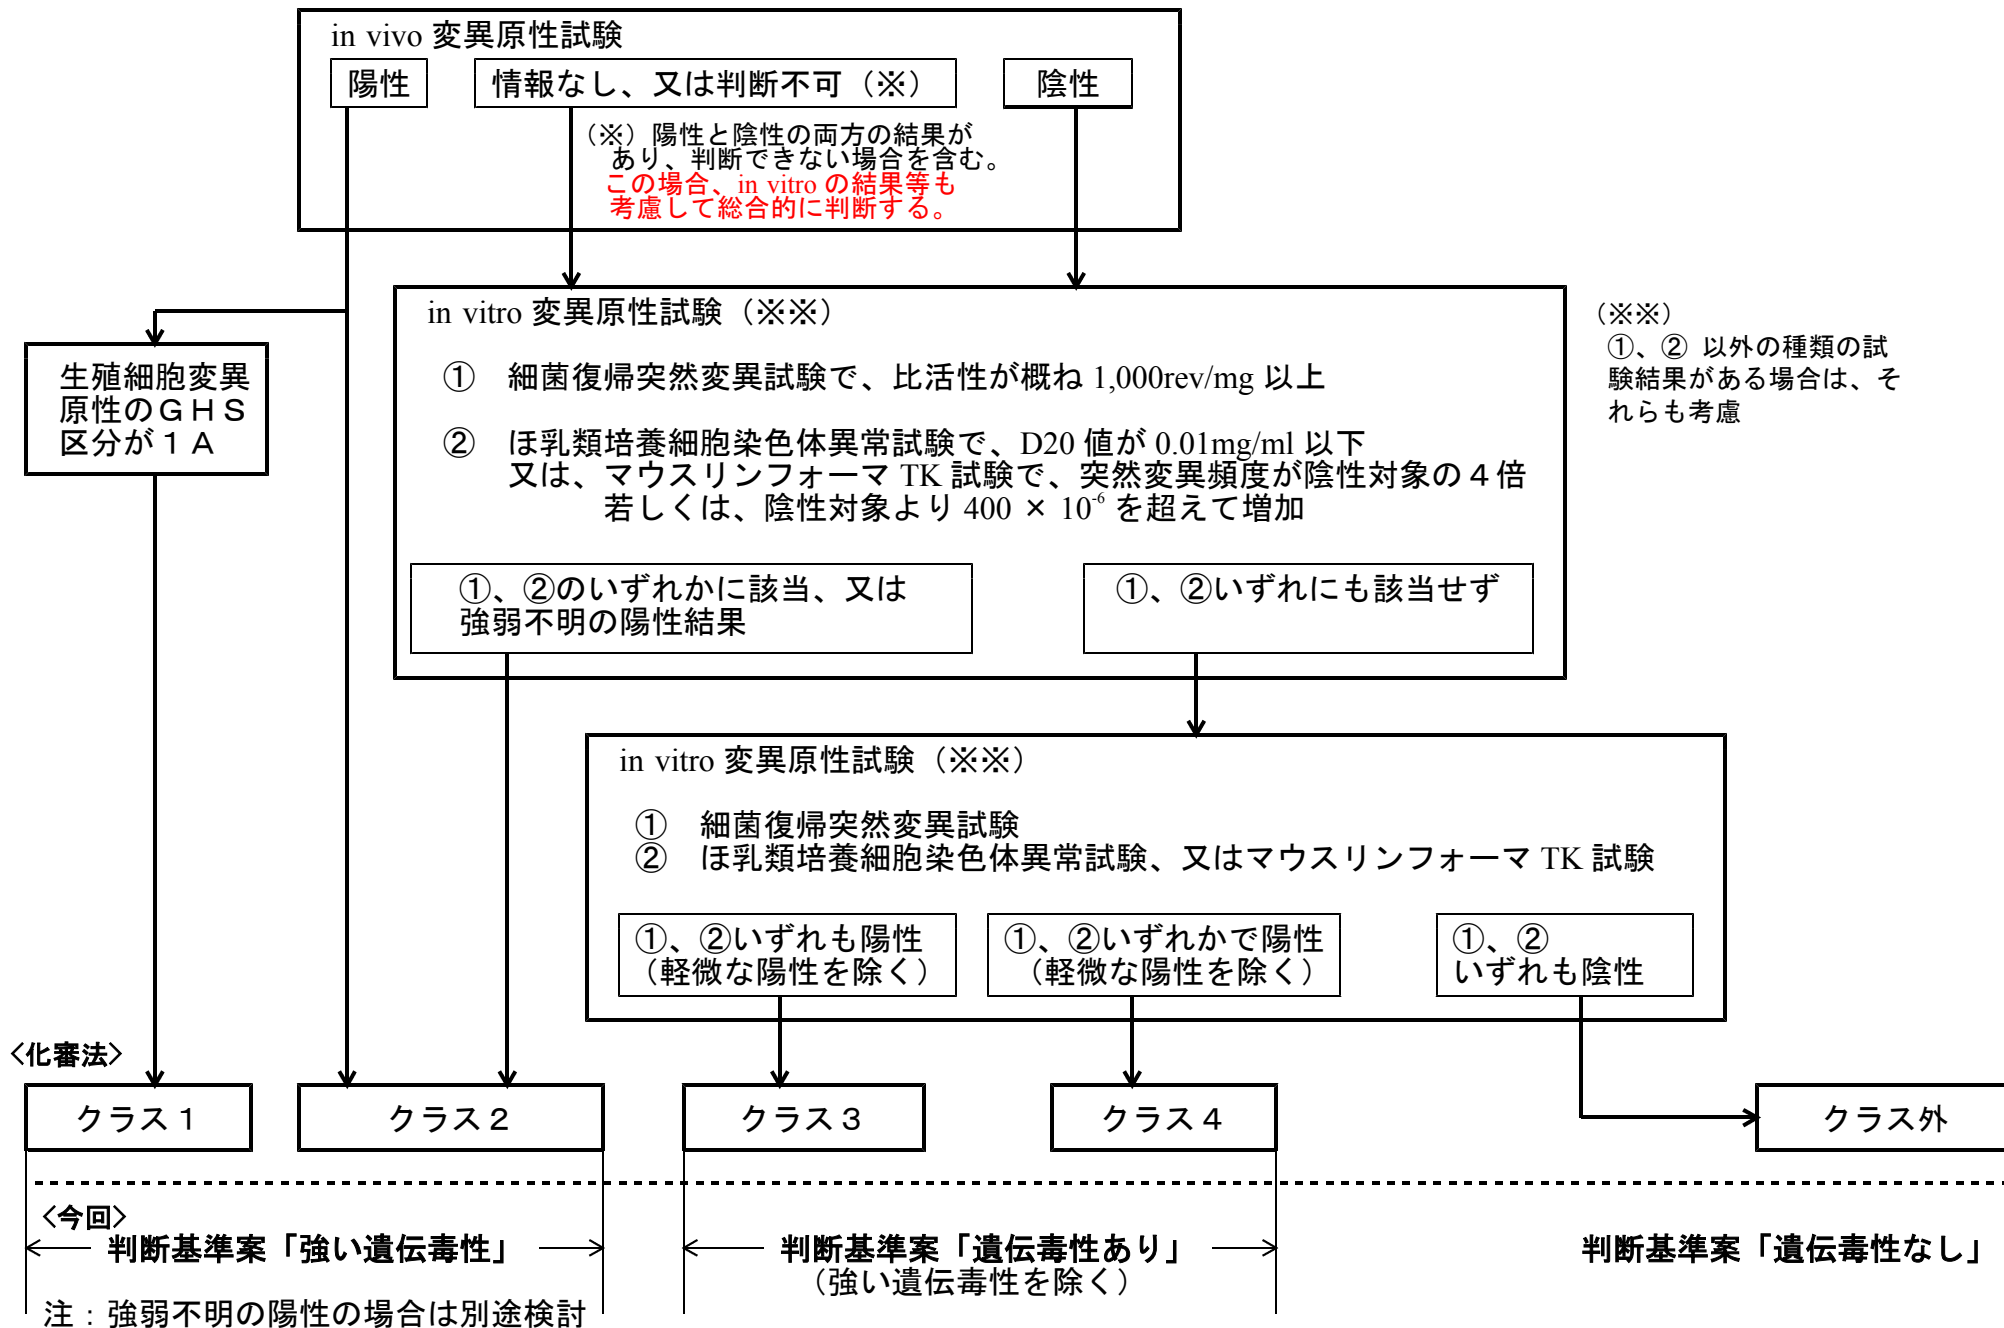 in vivo 変異原性試験
陽性
情報なし、又は判断不可（※）
陰性
（※）陽性と陰性の両方の結果が
あり、判断できない場合を含む。
この場合、in vitro の結果等も
考慮して総合的に判断する。
in vitro 変異原性試験（※※）
① 細菌復帰突然変異試験で、比活性が概ね 1,000rev/mg 以上
② ほ乳類培養細胞染色体異常試験で、D20 値が 0.01mg/ml 以下
又は、マウスリンフォーマ TK 試験で、突然変異頻度が陰性対象の４倍
若しくは、陰性対象より 400 × 10⁻⁶ を超えて増加
①、②のいずれかに該当、又は
強弱不明の陽性結果
①、②いずれにも該当せず
（※※）
①、② 以外の種類の試
験結果がある場合は、そ
れらも考慮
生殖細胞変異
原性のＧＨＳ
区分が１Ａ
in vitro 変異原性試験（※※）
① 細菌復帰突然変異試験
② ほ乳類培養細胞染色体異常試験、又はマウスリンフォーマ TK 試験
①、②いずれも陽性
（軽微な陽性を除く）
①、②いずれかで陽性
（軽微な陽性を除く）
①、②
いずれも陰性
〈化審法〉
クラス１
クラス２
クラス３
クラス４
クラス外
〈今回〉
判断基準案「強い遺伝毒性」
判断基準案「遺伝毒性あり」
（強い遺伝毒性を除く）
判断基準案「遺伝毒性なし」
注：強弱不明の陽性の場合は別途検討